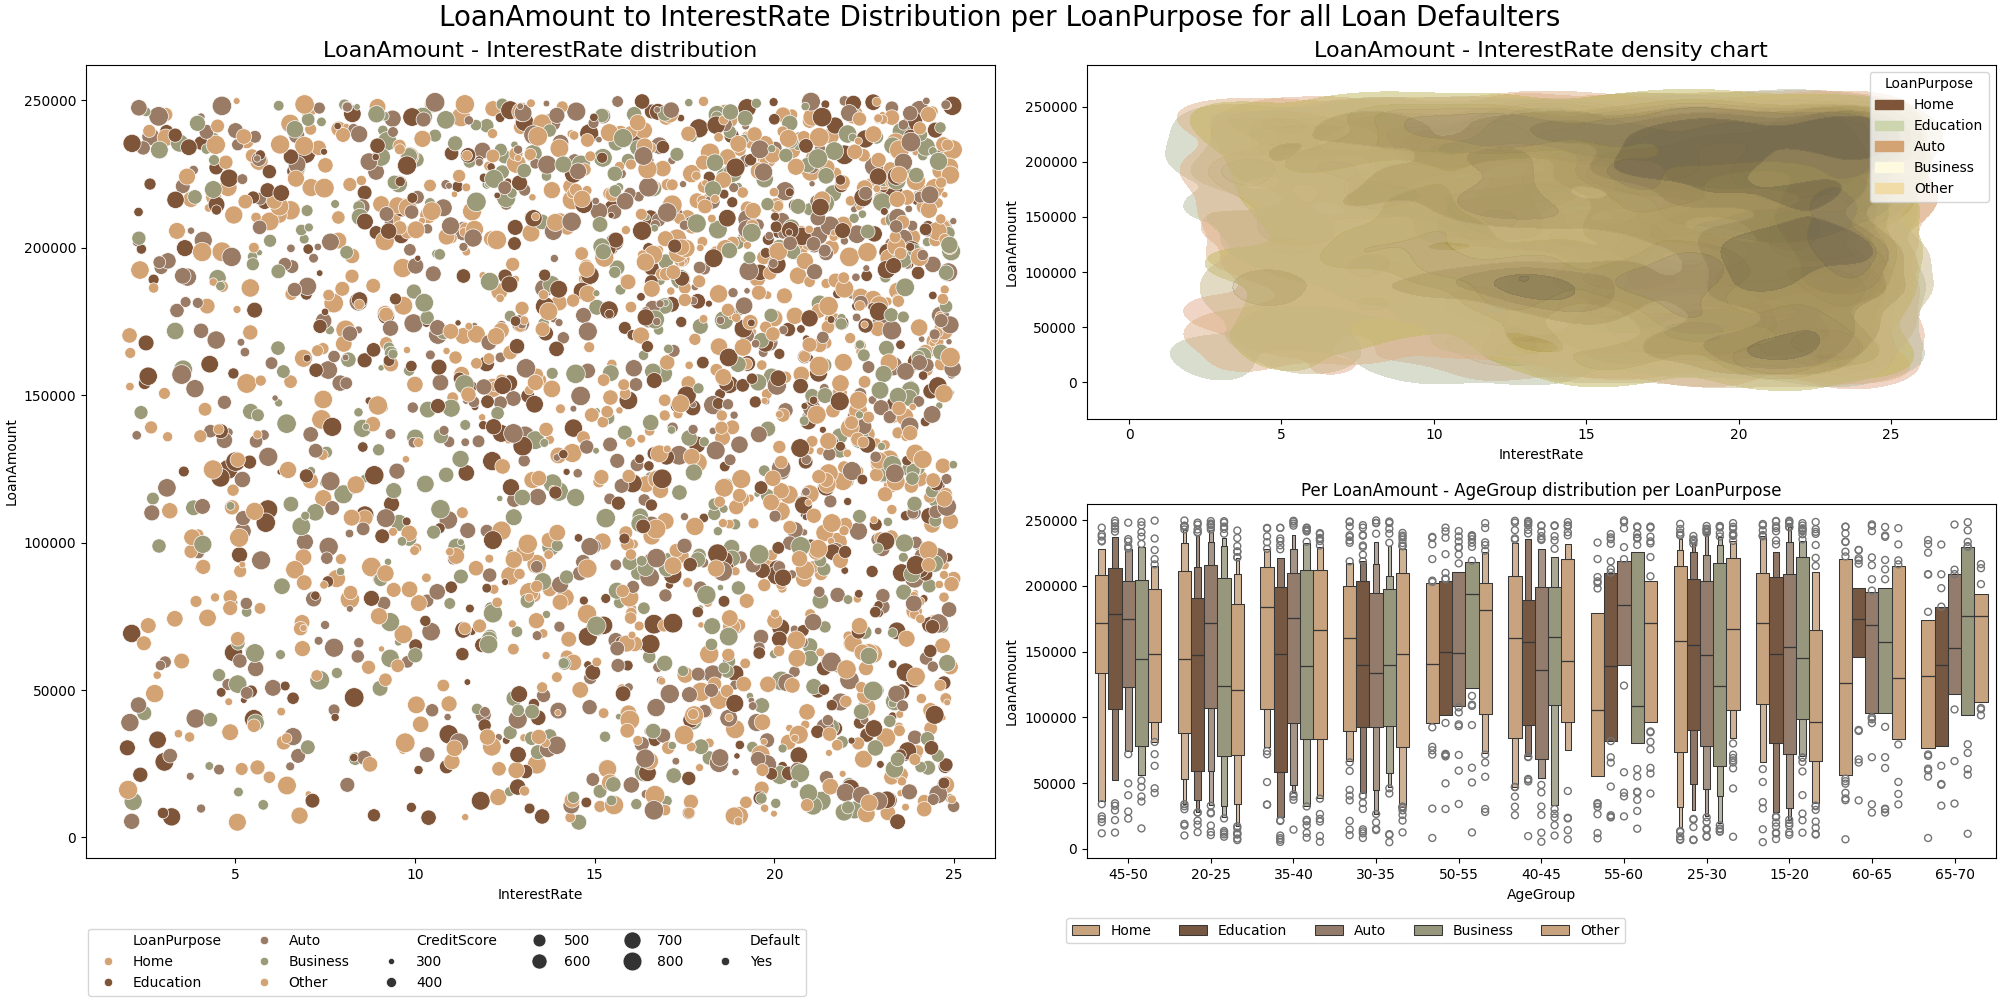 LoanAmount to InterestRate Distribution per LoanPurpose for all Loan Defaulters
LoanAmount - InterestRate distribution
250000
200000
150000
100000
50000
0
LoanAmount
5 10 15 20 25
InterestRate
LoanPurpose
Home
Education
Auto
Business
Other
CreditScore
300
400
500
600
700
800
Default
Yes
LoanAmount - InterestRate density chart
LoanPurpose
Home
Education
Auto
Business
Other
250000
200000
150000
100000
50000
0
LoanAmount
0 5 10 15 20 25
InterestRate
Per LoanAmount - AgeGroup distribution per LoanPurpose
250000
200000
150000
100000
50000
0
LoanAmount
45-50 20-25 35-40 30-35 50-55 40-45 55-60 25-30 15-20 60-65 65-70
AgeGroup
Home Education Auto Business Other